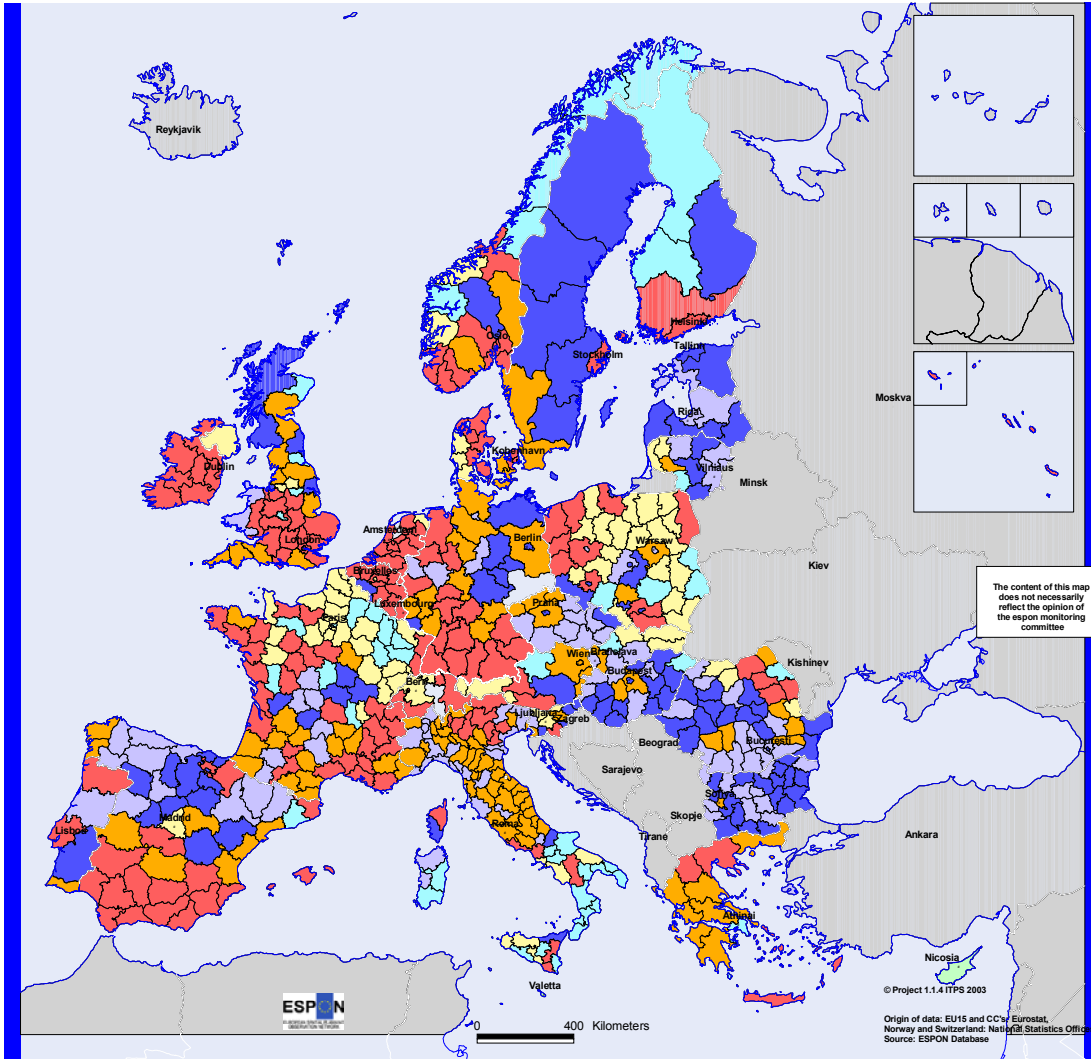 Reykjavik
Oslo
Helsinki
Tallinn
Stockholm
Moskva
Riga
Kobenhavn
Dublin
Vilniaus
Minsk
Amsterdam
London
Berlin
Warsaw
Bruxelles
Kiev
The content of this map
does not necessarily
reflect the opinion of
the espon monitoring
committee
Luxembourg
Praha
Paris
Wien
Bratislava
Kishinev
Budapest
Bern
Ljubljana
Zagreb
Beograd
Bucuresti
Sarajevo
Sofiya
Madrid
Skopje
Roma
Lisboa
Tirane
Ankara
Athinai
Nicosia
Valetta
© Project 1.1.4 ITPS 2003
ESPON
0 400 Kilometers
Origin of data: EU15 and CC's: Eurostat,
Norway and Switzerland: National Statistics Office
Source: ESPON Database